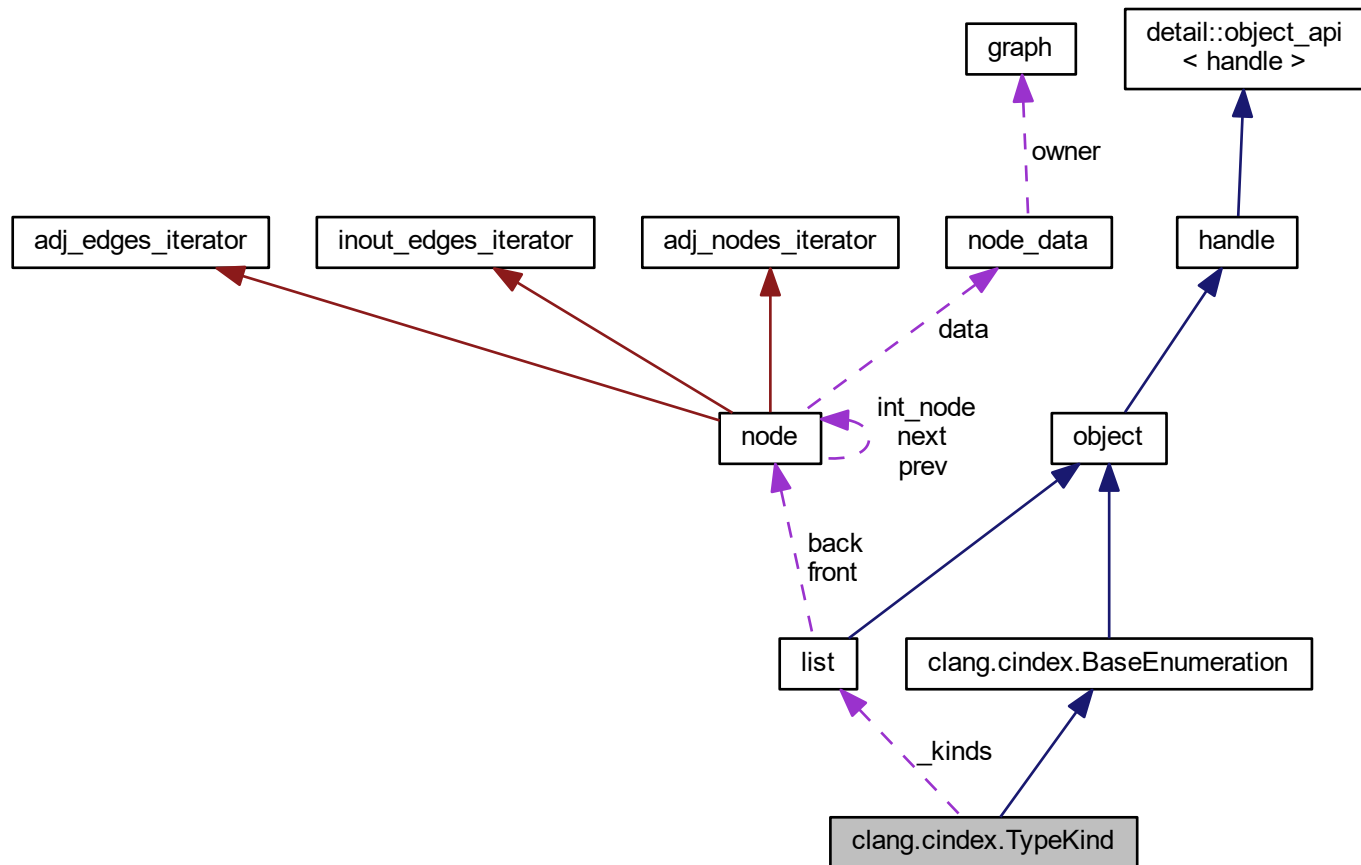 detail::object_api
< handle >
graph
owner
adj_edges_iterator
inout_edges_iterator
adj_nodes_iterator
node_data
handle
data
int_node
next
prev
node
object
back
front
list
clang.cindex.BaseEnumeration
_kinds
clang.cindex.TypeKind